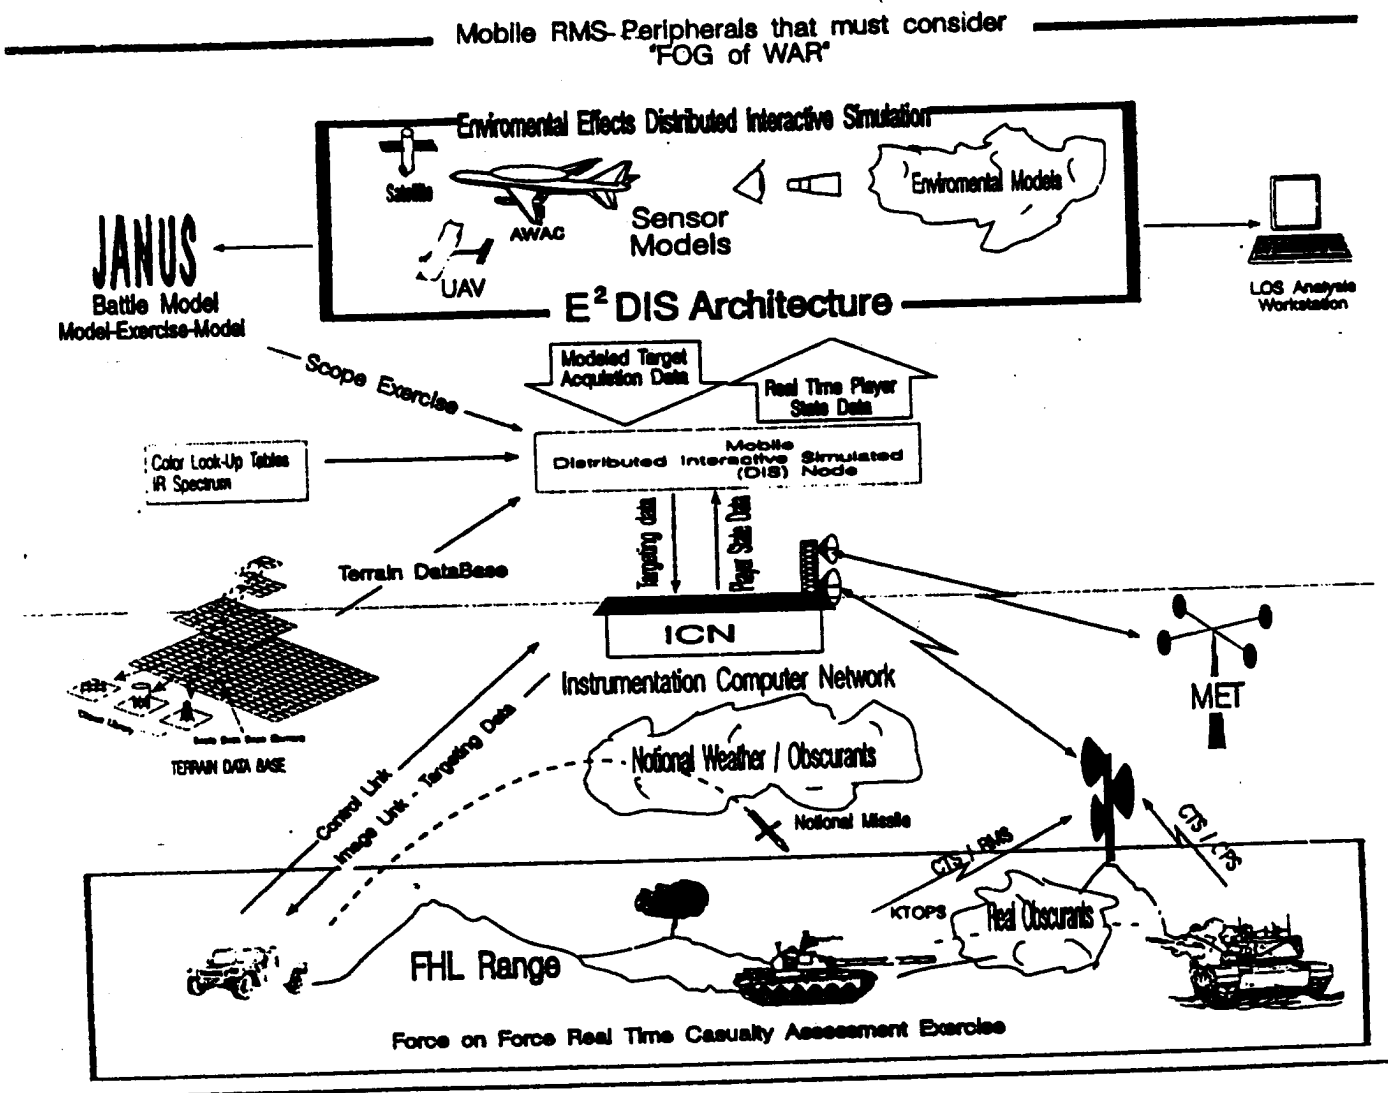 Mobile RMS-Peripherals that must consider
"FOG of WAR"
Enviromental Effects Distributed Interactive Simulation
Satellite
AWAC
UAV
Sensor
Models
Enviromental Models
E² DIS Architecture
JANUS
Battle Model
Model-Exercise-Model
LOS Analysis
Workstation
Scope Exercise
Modeled Target
Acquistion Data
Real Time Player
State Data
Color Look-Up Tables
IR Spectrum
Mobile
Distributed Interactive Simulated
(DIS) Node
Targeting data
Player State Data
Terrain DataBase
ICN
Instrumentation Computer Network
MET
TERRAIN DATA BASE
Control Link
Image Link - Targeting Data
Notional Weather / Obscurants
Notional Missile
CTS / RMS
CTS / CPS
KTOPS
Real Obscurants
FHL Range
Force on Force Real Time Casualty Assessment Exercise